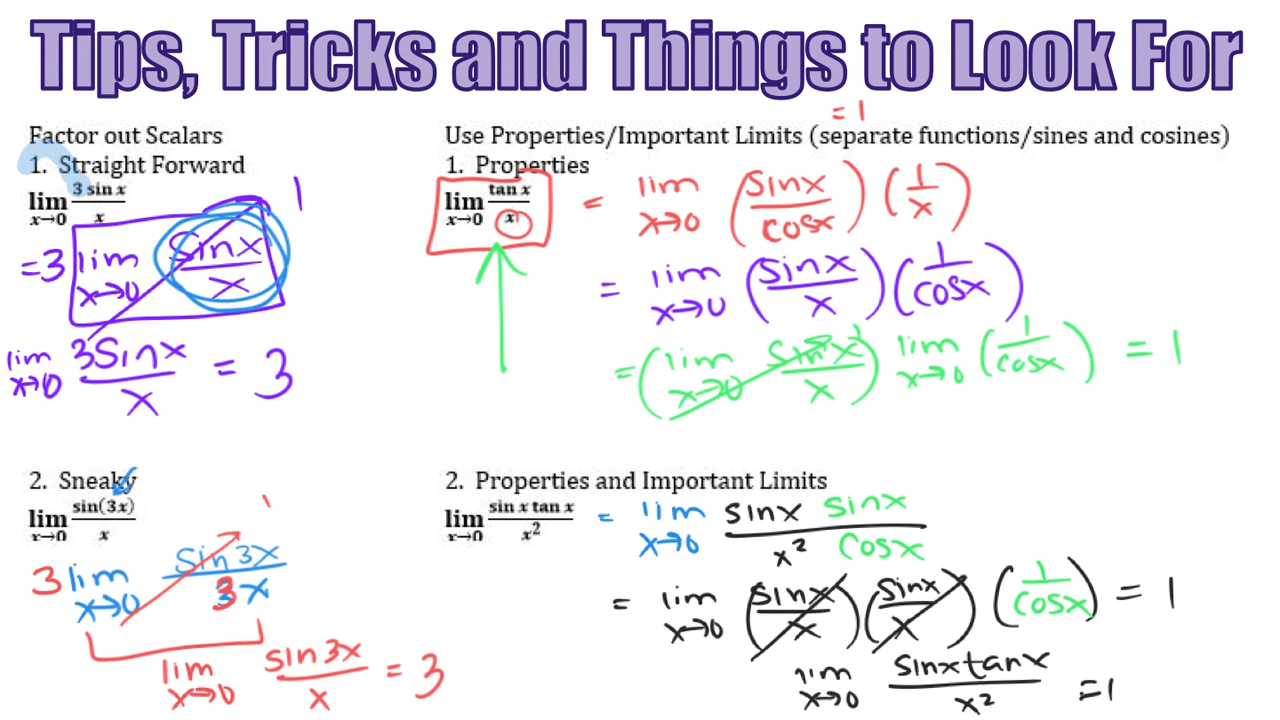 Tips, Tricks and Things to Look For
Factor out Scalars
1. Straight Forward
lim x→0 3 sin x / x
1
= 3 lim x→0 sinx / x
lim x→0 3sinx / x = 3
2. Sneaky
lim x→0 sin(3x) / x
1
3 lim x→0 sin3x / 3x
lim x→0 sin3x / x = 3
= 1
Use Properties/Important Limits (separate functions/sines and cosines)
1. Properties
lim x→0 tan x / x = lim x→0 (sinx / cosx) (1 / x)
= lim x→0 (sinx / x) (1 / cosx)
= (lim x→0 sinx / x) 1 lim x→0 (1 / cosx) = 1
2. Properties and Important Limits
lim x→0 sin x tan x / x² = lim x→0 sinx sinx / x² cosx
= lim x→0 (sinx / x) (sinx / x) (1 / cosx) = 1
lim x→0 sinxtanx / x² = 1